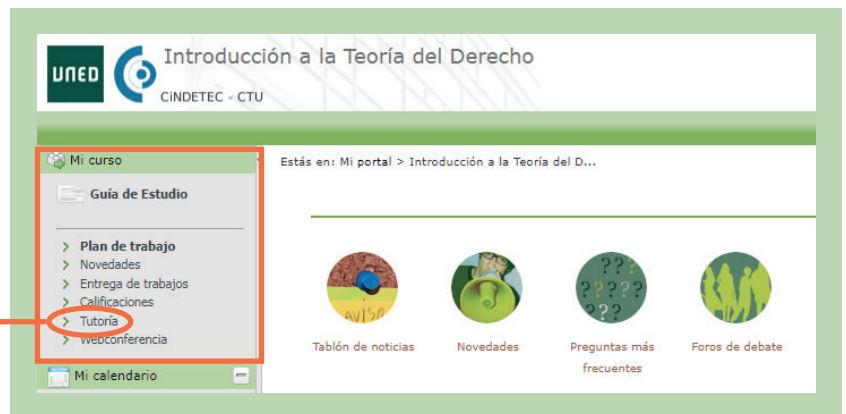 UNED
Introducción a la Teoría del Derecho
CiNDETEC - CTU
Mi curso
Estás en: Mi portal > Introducción a la Teoría del D...
Guía de Estudio
> Plan de trabajo
> Novedades
> Entrega de trabajos
> Calificaciones
> Tutoría
> Webconferencia
Mi calendario
AVISO
Tablón de noticias
Novedades
??
?????
???
Preguntas más
frecuentes
Foros de debate